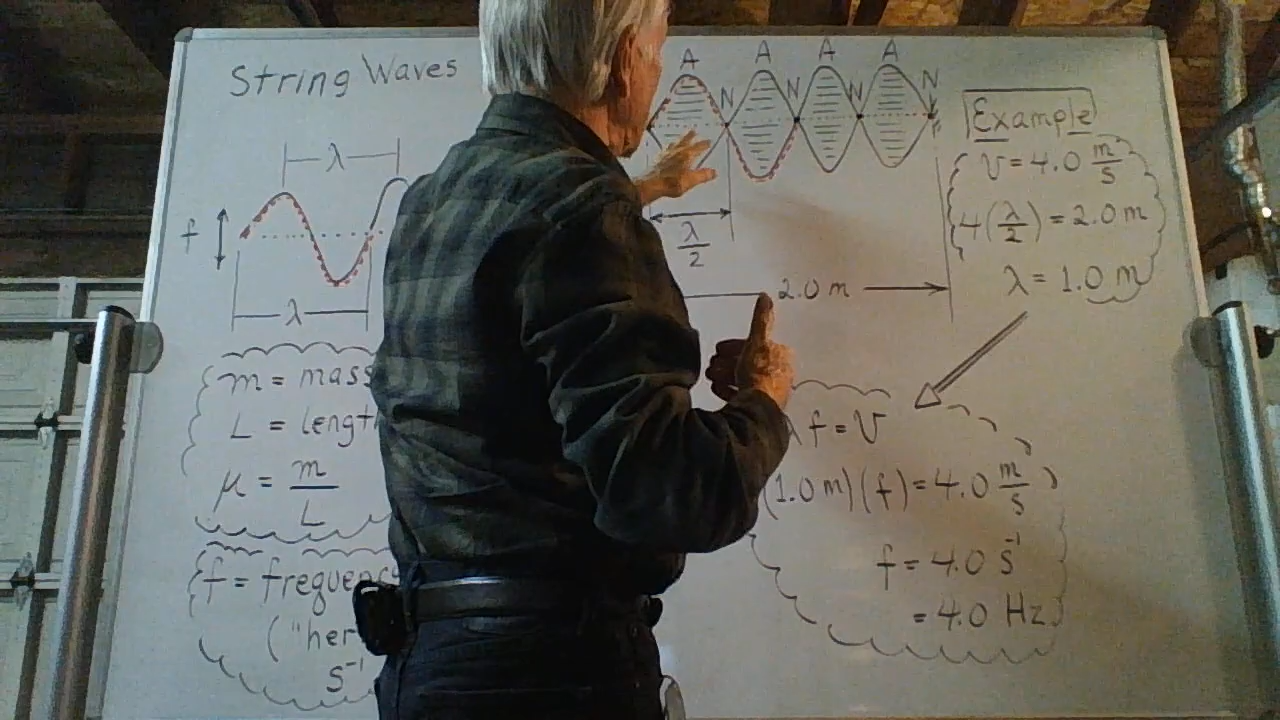 String Waves
λ
f
λ
m = mass
L = length
μ = m/L
f = frequency
("her
s⁻¹
A A A A
N N N N
λ/2
2.0 m
Example
v = 4.0 m/s
4(λ/2) = 2.0 m
λ = 1.0 m
λ f = v
(1.0 m)(f) = 4.0 m/s
f = 4.0 s⁻¹
= 4.0 Hz